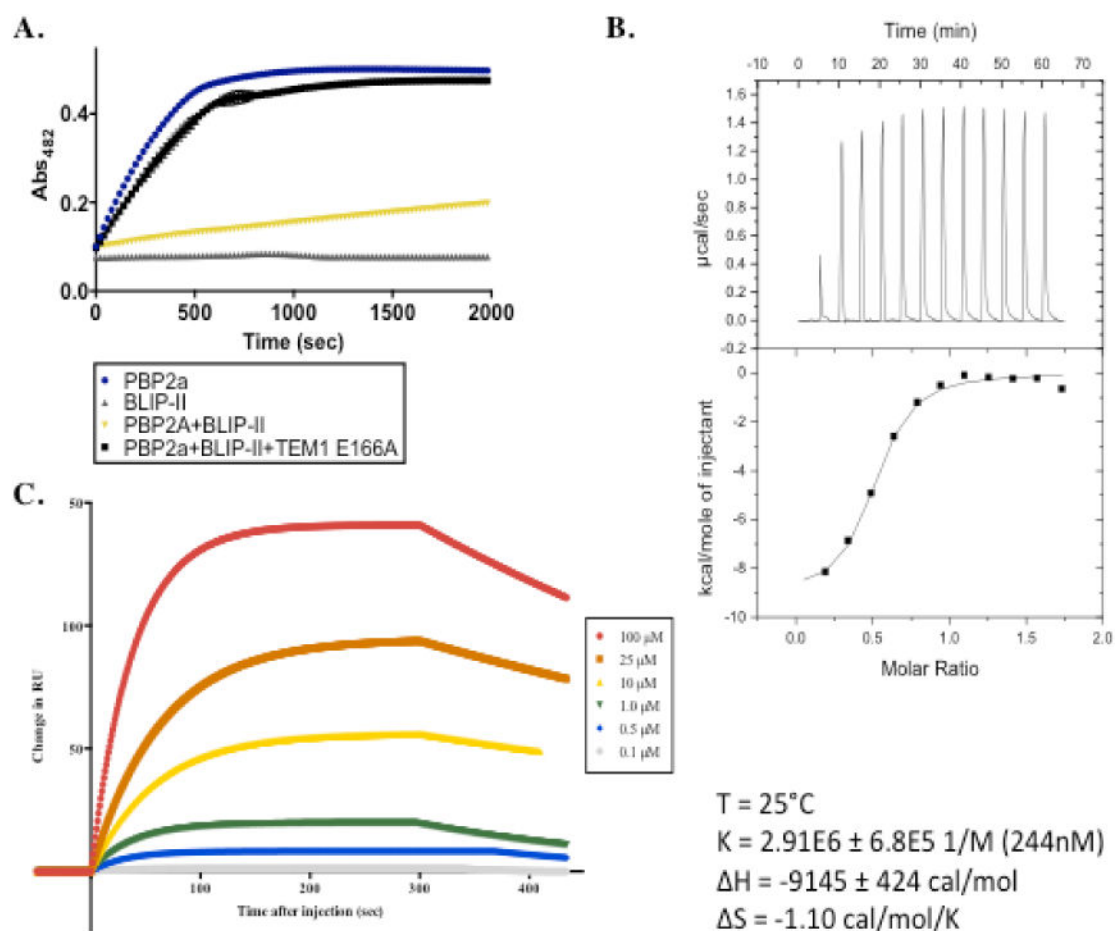 A.
Abs482
0.4
0.2
0.0
0 500 1000 1500 2000
Time (sec)
PBP2a
BLIP-II
PBP2A+BLIP-II
PBP2a+BLIP-II+TEM1 E166A
B.
Time (min)
-10 0 10 20 30 40 50 60 70
1.6
1.4
1.2
1.0
0.8
0.6
0.4
0.2
0.0
-0.2
µcal/sec
0
-2
-4
-6
-8
-10
kcal/mole of injectant
0.0 0.5 1.0 1.5 2.0
Molar Ratio
C.
50
100
50
Change in RU
100 200 300 400
Time after injection (sec)
100 µM
25 µM
10 µM
1.0 µM
0.5 µM
0.1 µM
T = 25°C
K = 2.91E6 ± 6.8E5 1/M (244nM)
ΔH = -9145 ± 424 cal/mol
ΔS = -1.10 cal/mol/K